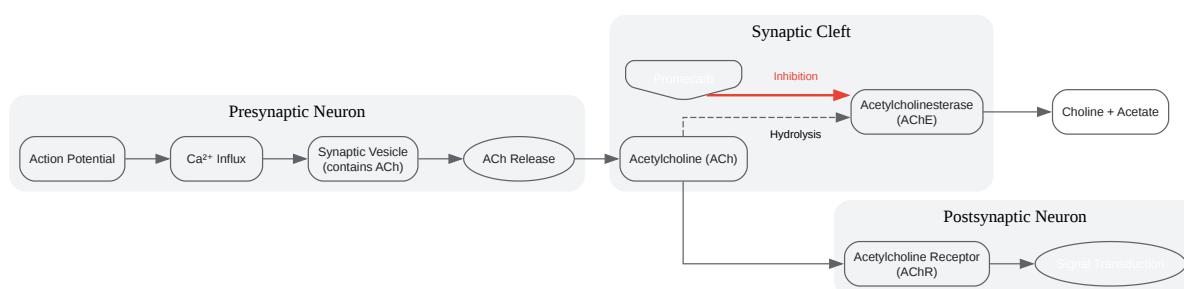 Synaptic Cleft
Promecarb
Inhibition
Acetylcholinesterase
(AChE)
Choline + Acetate
Hydrolysis
Presynaptic Neuron
Action Potential
Ca²⁺ Influx
Synaptic Vesicle
(contains ACh)
ACh Release
Acetylcholine (ACh)
Postsynaptic Neuron
Acetylcholine Receptor
(AChR)
Signal Transduction